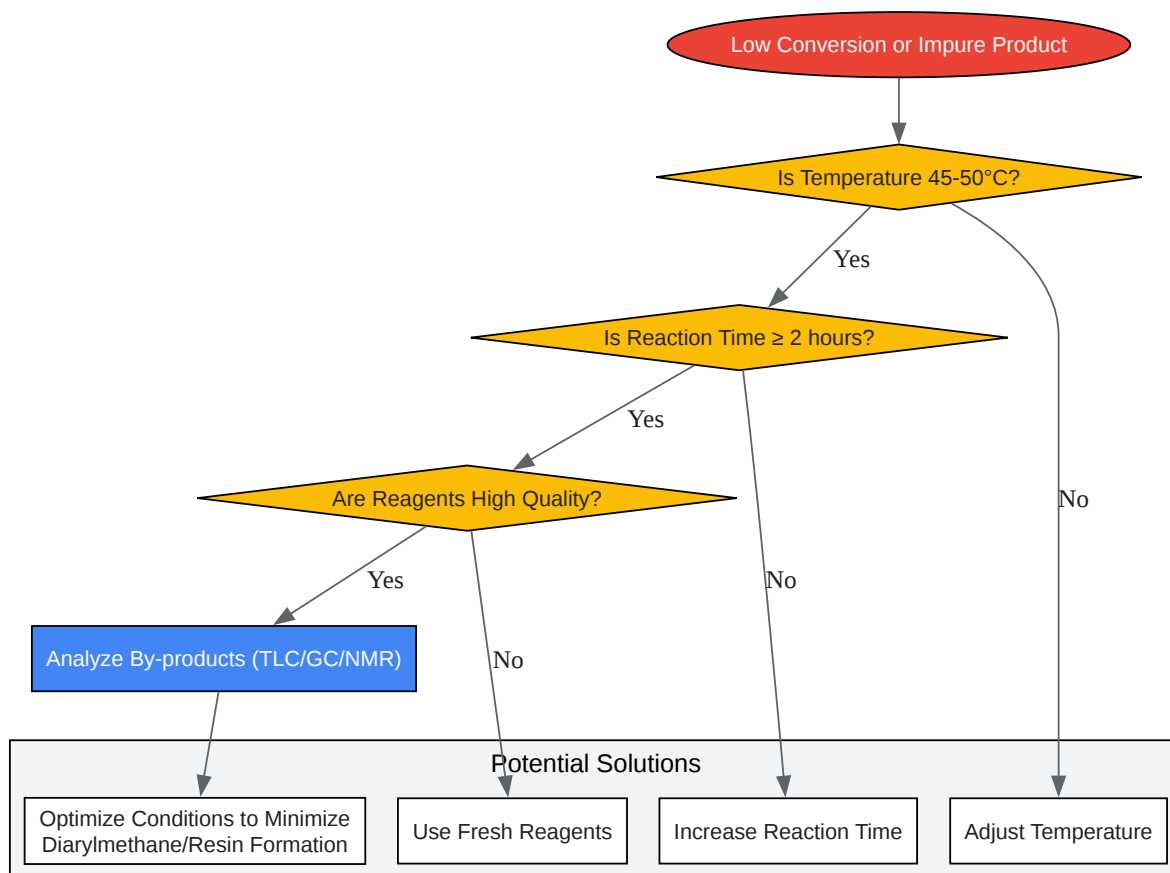 Low Conversion or Impure Product
Is Temperature 45-50°C?
Yes
Is Reaction Time ≥ 2 hours?
Yes
No
Are Reagents High Quality?
Yes
No
Analyze By-products (TLC/GC/NMR)
No
Potential Solutions
Optimize Conditions to Minimize
Diarylmethane/Resin Formation
Use Fresh Reagents
Increase Reaction Time
Adjust Temperature